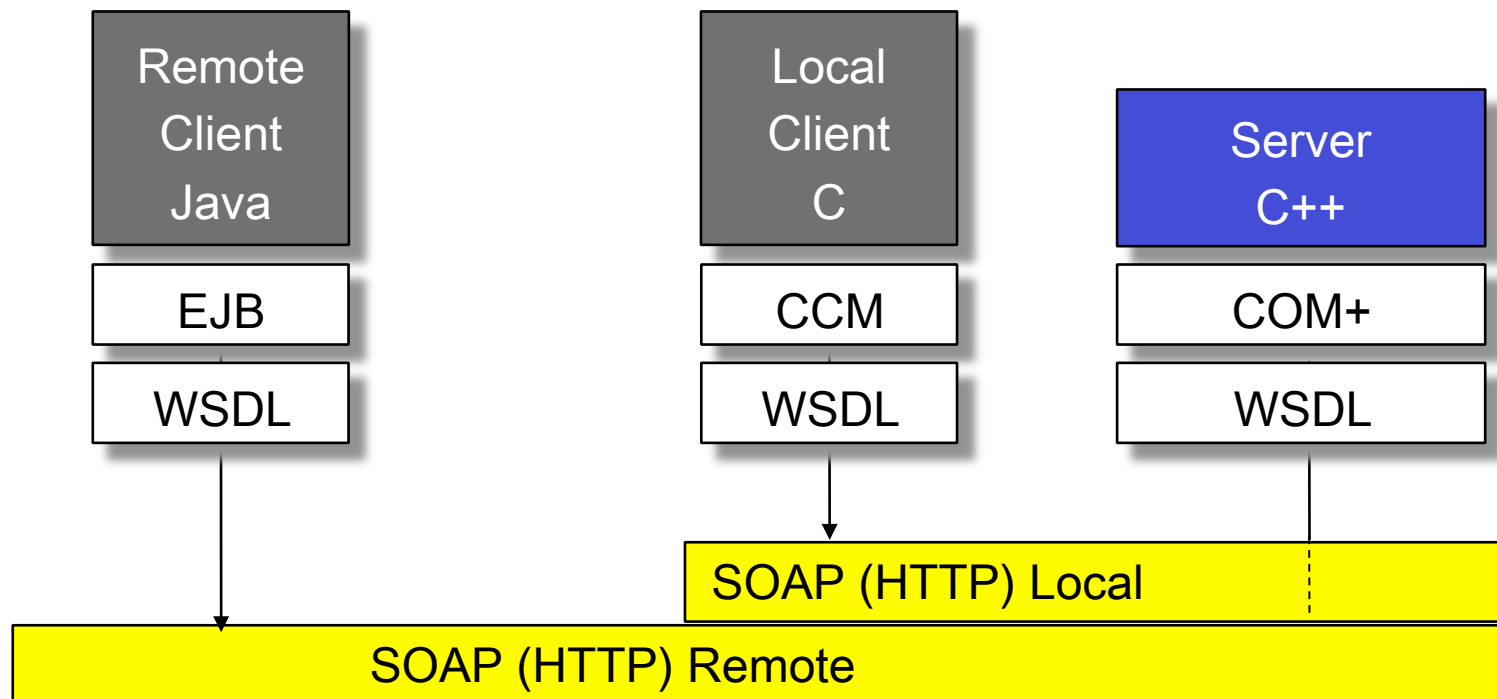 Remote
Client
Java
Local
Client
C
Server
C++
EJB
CCM
COM+
WSDL
WSDL
WSDL
SOAP (HTTP) Local
SOAP (HTTP) Remote